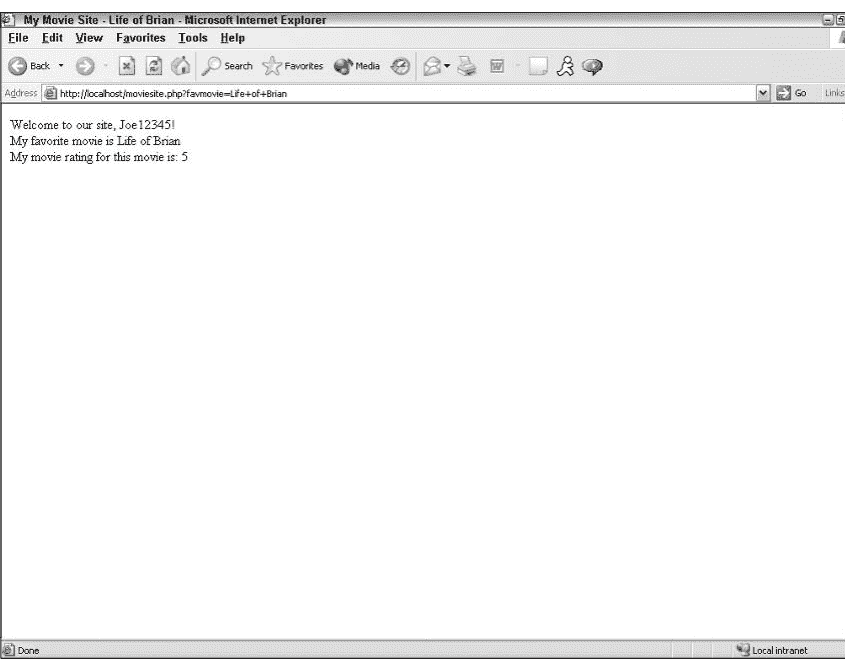 My Movie Site - Life of Brian - Microsoft Internet Explorer
File Edit View Favorites Tools Help
Back Search Favorites Media
Address http://localhost/moviesite.php?favmovie=Life+of+Brian Go Links
Welcome to our site, Joe12345!
My favorite movie is Life of Brian
My movie rating for this movie is: 5
Done Local intranet